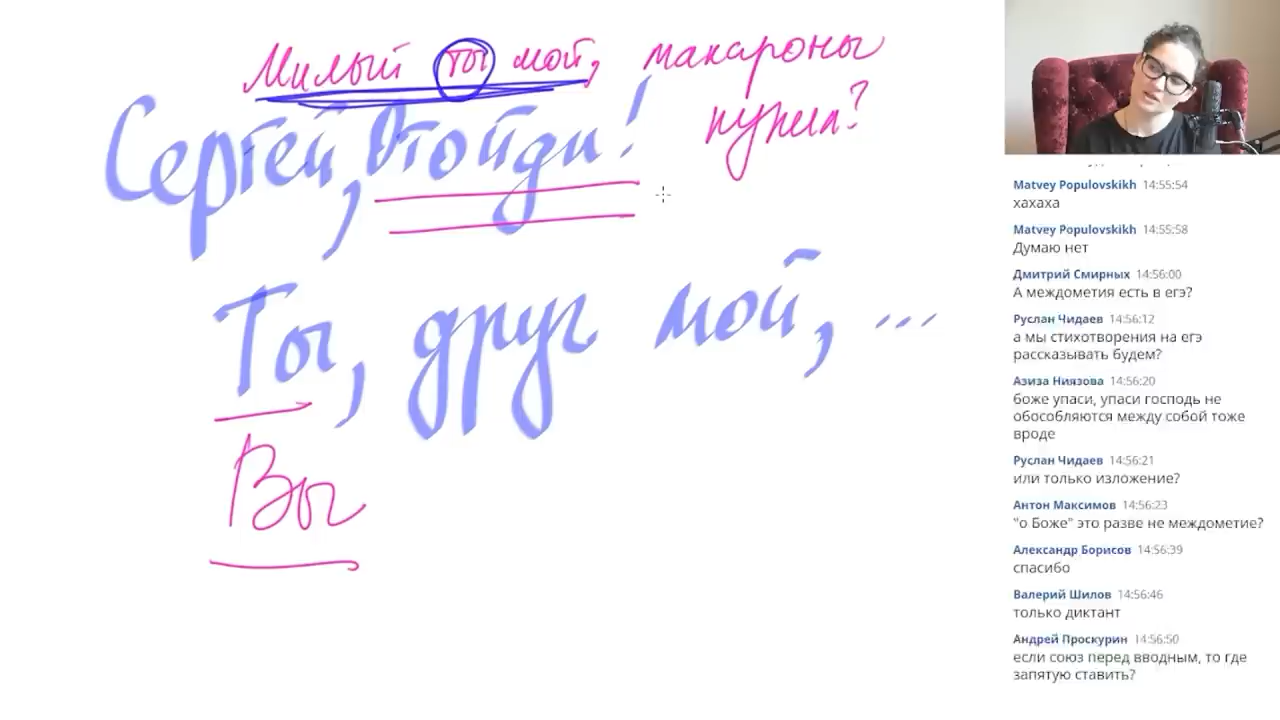 Милый ты мой, макароны
купил?
Сергей, отойди!
Ты, друг мой, ...
Вы
Matvey Populovskikh 14:55:54
хахаха
Matvey Populovskikh 14:55:58
Думаю нет
Дмитрий Смирных 14:56:00
А междометия есть в егэ?
Руслан Чидаев 14:56:12
а мы стихотворения на егэ
рассказывать будем?
Азиза Ниязова 14:56:20
боже упаси, упаси господь не
обособляются между собой тоже
вроде
Руслан Чидаев 14:56:21
или только изложение?
Антон Максимов 14:56:23
"о Боже" это разве не междометие?
Александр Борисов 14:56:39
спасибо
Валерий Шилов 14:56:46
только диктант
Андрей Проскурин 14:56:50
если союз перед вводным, то где
запятую ставить?